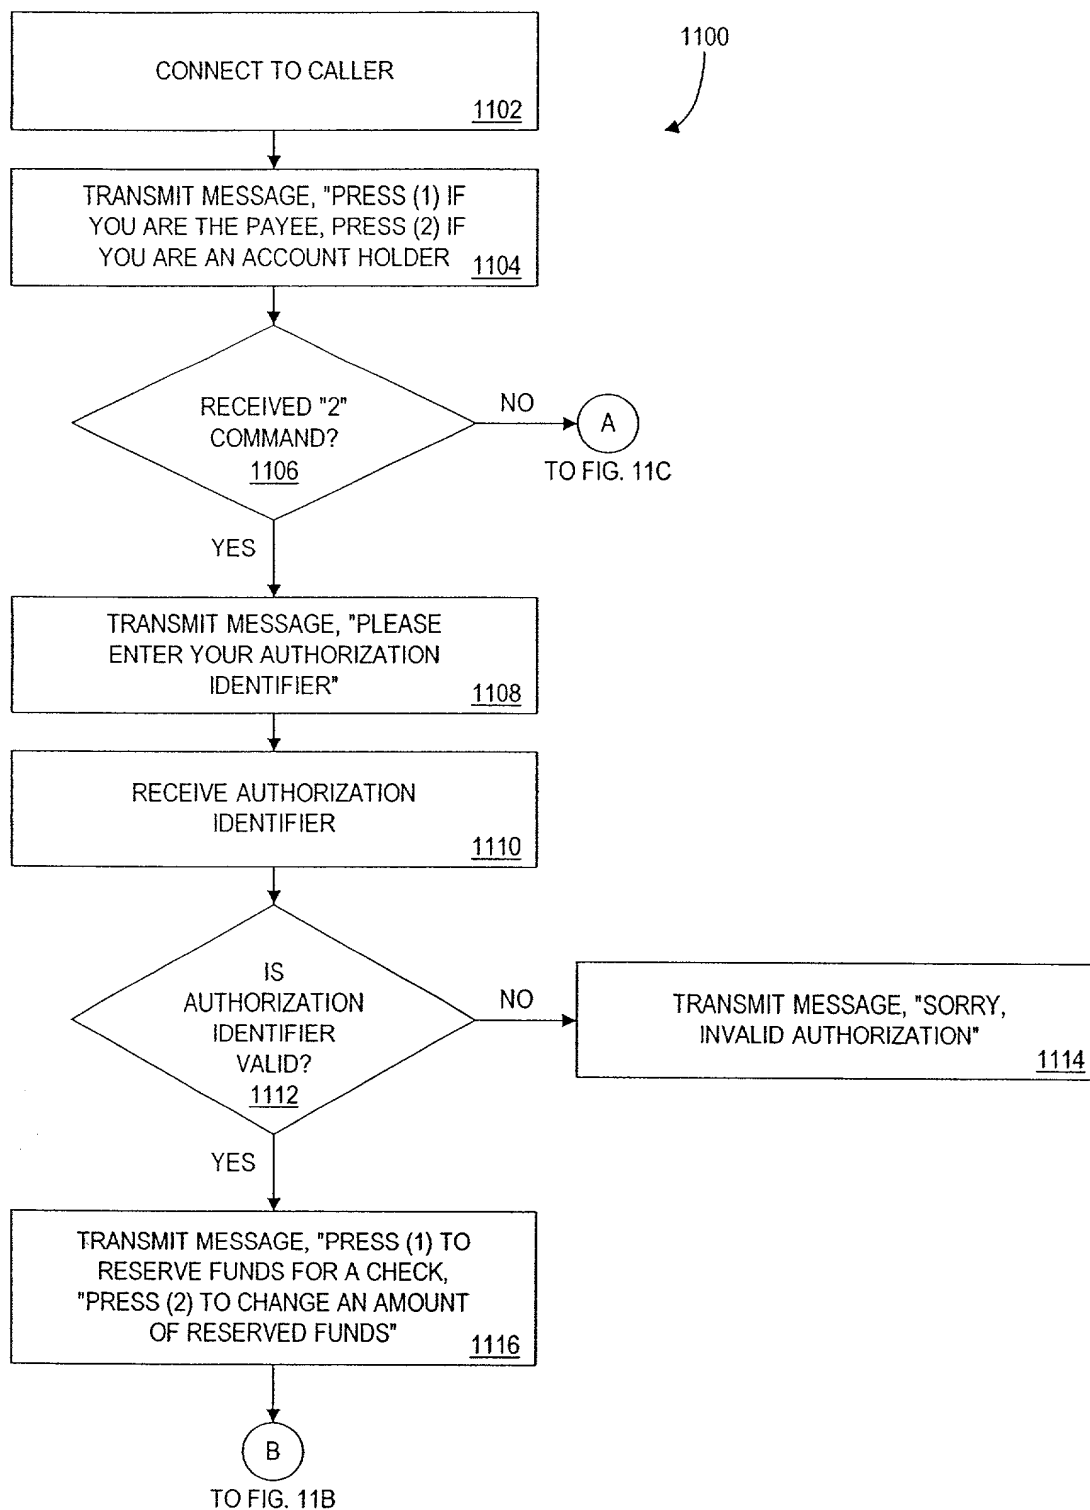 1100
CONNECT TO CALLER
1102
TRANSMIT MESSAGE, "PRESS (1) IF
YOU ARE THE PAYEE, PRESS (2) IF
YOU ARE AN ACCOUNT HOLDER
1104
RECEIVED "2"
COMMAND?
1106
NO
A
TO FIG. 11C
YES
TRANSMIT MESSAGE, "PLEASE
ENTER YOUR AUTHORIZATION
IDENTIFIER"
1108
RECEIVE AUTHORIZATION
IDENTIFIER
1110
IS
AUTHORIZATION
IDENTIFIER
VALID?
1112
NO
TRANSMIT MESSAGE, "SORRY,
INVALID AUTHORIZATION"
1114
YES
TRANSMIT MESSAGE, "PRESS (1) TO
RESERVE FUNDS FOR A CHECK,
"PRESS (2) TO CHANGE AN AMOUNT
OF RESERVED FUNDS"
1116
B
TO FIG. 11B